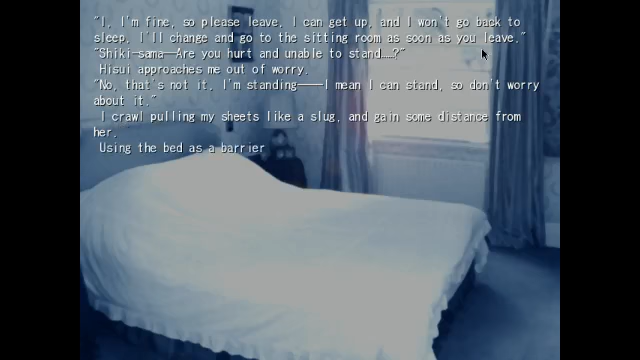 "I, I'm fine, so please leave. I can get up, and I won't go back to
sleep. I'll change and go to the sitting room as soon as you leave."
"Shiki-sama―Are you hurt and unable to stand……?"
Hisui approaches me out of worry.
"No, that's not it. I'm standing――I mean I can stand, so don't worry
about it."
I crawl pulling my sheets like a slug, and gain some distance from
her.
Using the bed as a barrier